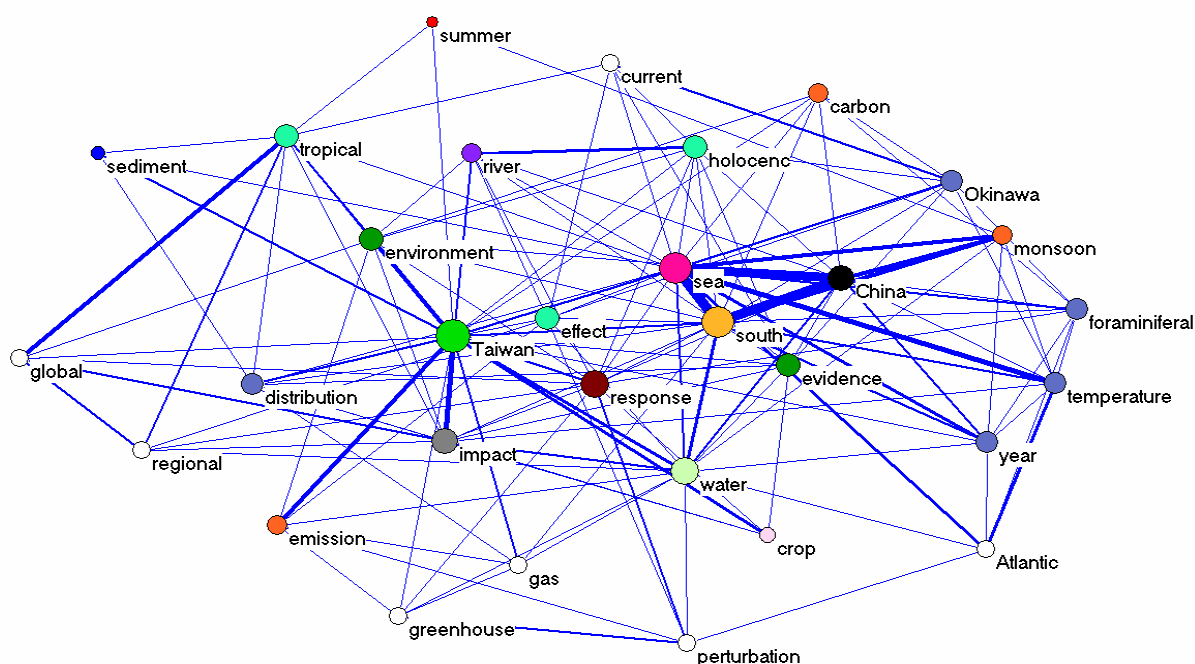 summer
current
carbon
tropical
sediment
river
holocenc
Okinawa
environment
monsoon
sea
China
effect
south
foraminiferal
Taiwan
global
evidence
distribution
response
temperature
impact
year
regional
water
emission
crop
Atlantic
gas
greenhouse
perturbation